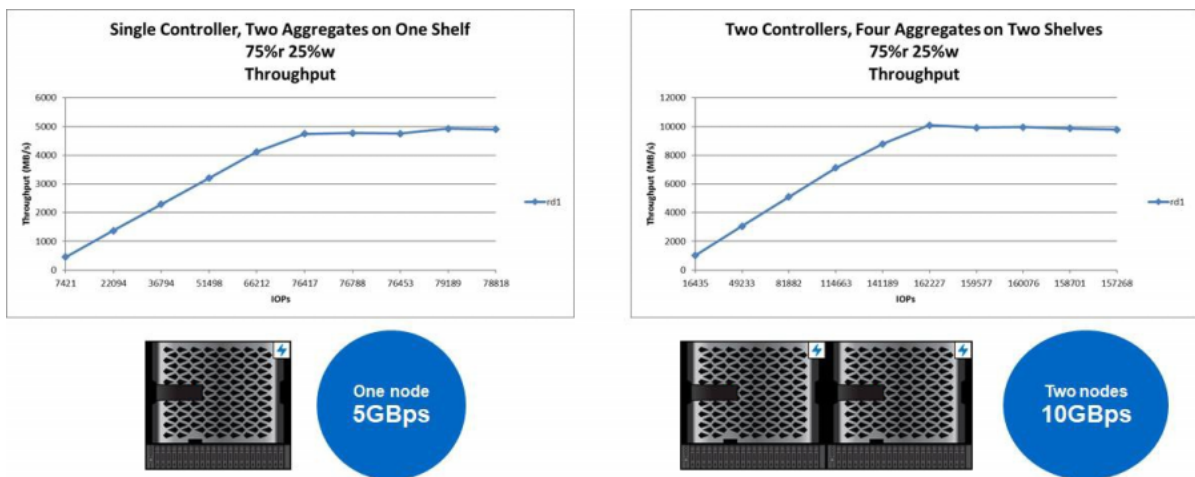 Single Controller, Two Aggregates on One Shelf
75%r 25%w
Throughput
Throughput (MB/s)
6000
5000
4000
3000
2000
1000
0
7421 22094 36794 51498 66212 76417 76788 76453 79189 78818
IOPs
rd1
One node
5GBps
Two Controllers, Four Aggregates on Two Shelves
75%r 25%w
Throughput
Throughput (MB/s)
12000
10000
8000
6000
4000
2000
0
16435 49233 81882 114663 141189 162227 159577 160076 158701 157268
IOPs
rd1
Two nodes
10GBps